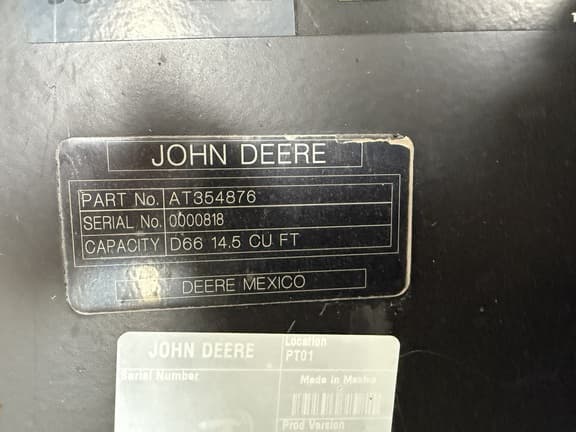 JOHN DEERE
PART No. AT354876
SERIAL No. 0000818
CAPACITY D66 14.5 CU FT
DEERE MEXICO
JOHN DEERE
Location
PT01
Serial Number
Made in Mexico
Prod Version